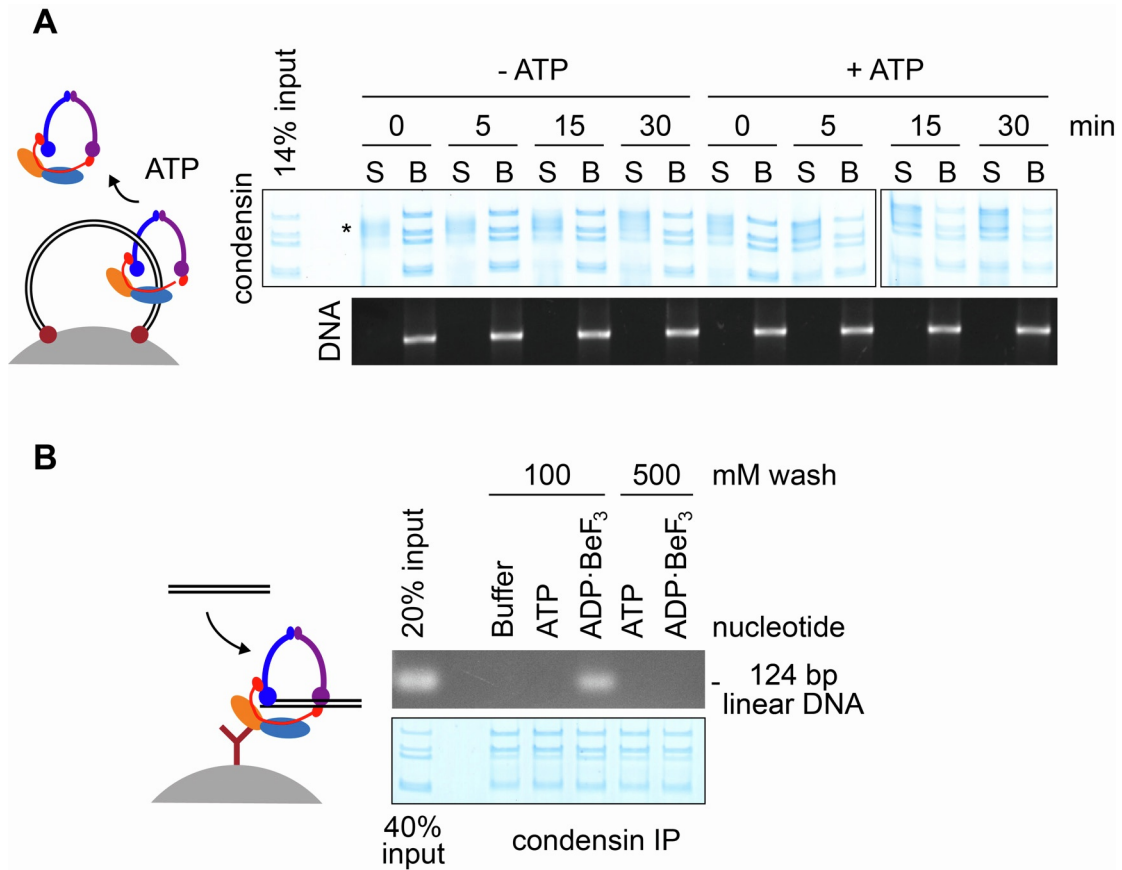 A
14% input
- ATP
+ ATP
0 5 15 30 0 5 15 30 min
S B S B S B S B S B S B S B S B
ATP
condensin
*
DNA
B
100 500 mM wash
20% input
Buffer
ATP
ADP·BeF3
ATP
ADP·BeF3
nucleotide
- 124 bp
linear DNA
40%
input
condensin IP